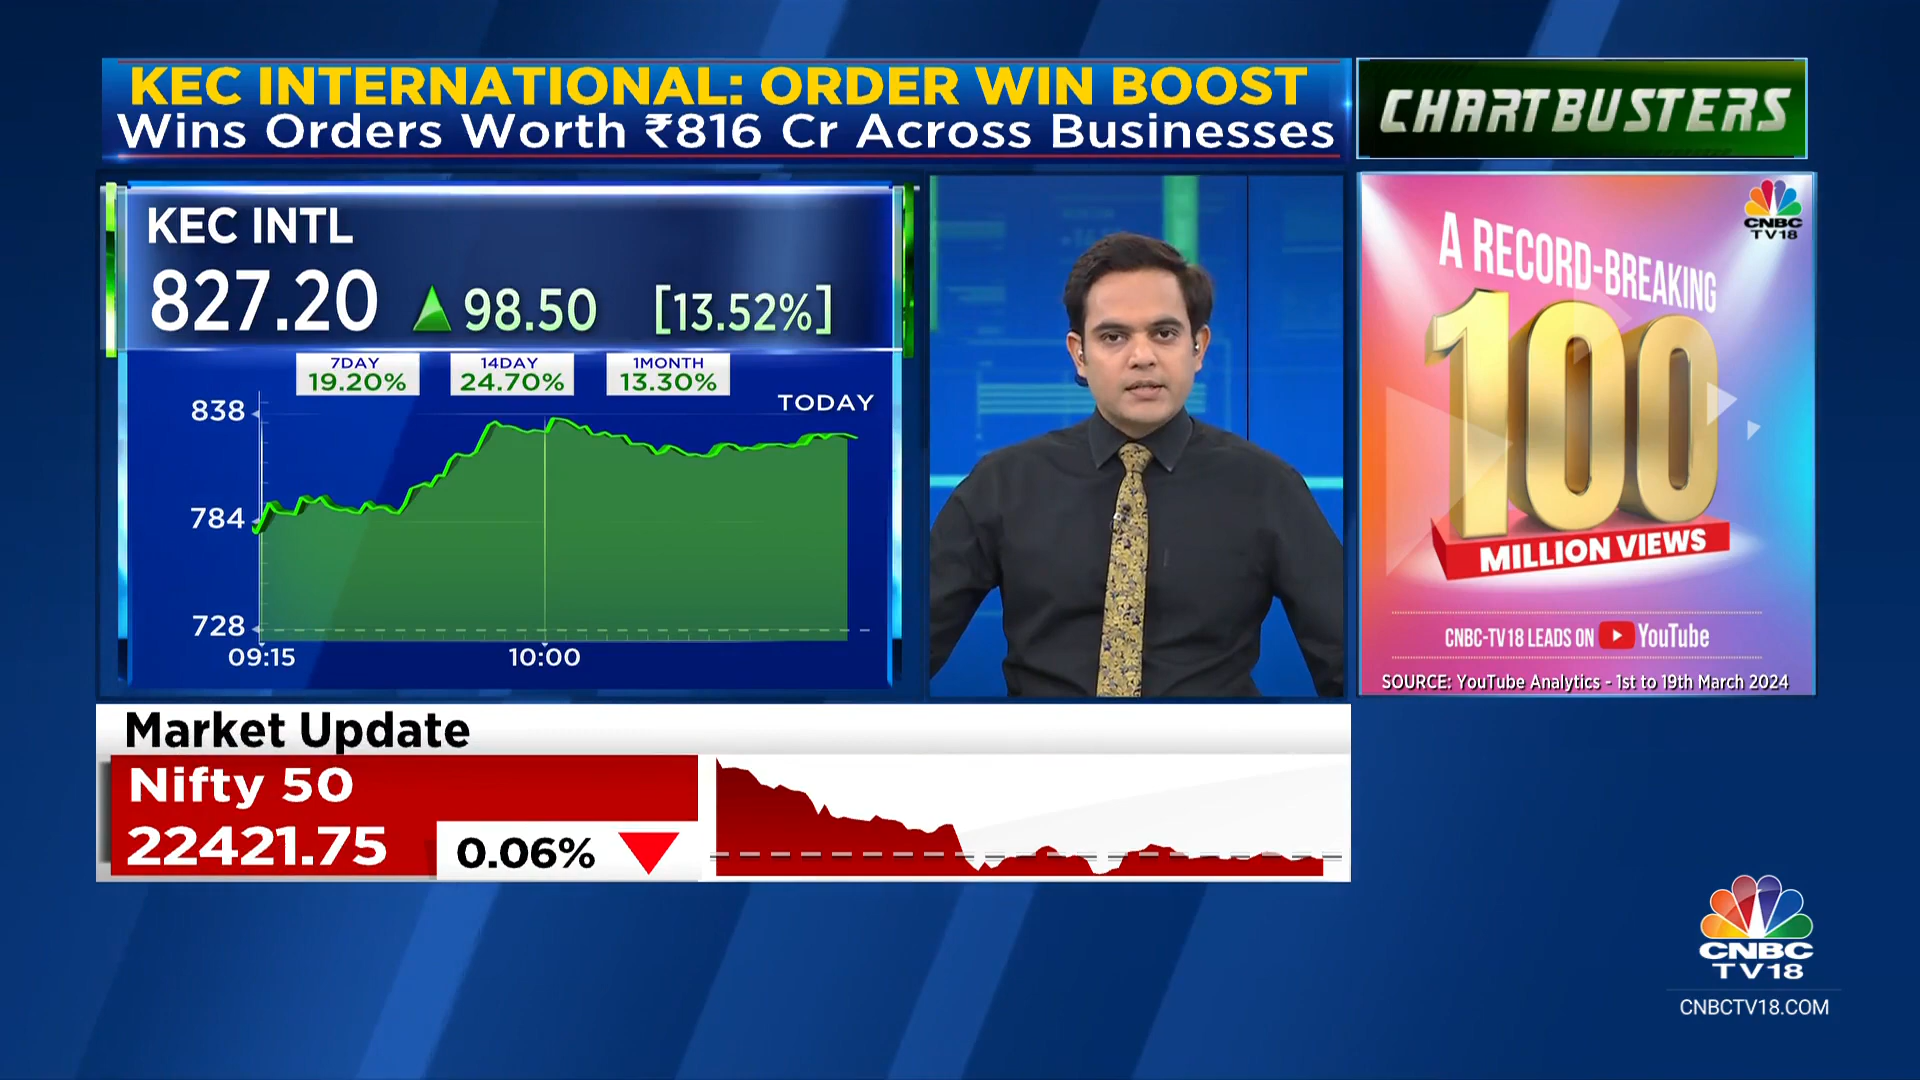 KEC INTERNATIONAL: ORDER WIN BOOST
Wins Orders Worth ₹816 Cr Across Businesses
CHARTBUSTERS
KEC INTL
827.20 ▲ 98.50 [13.52%]
7DAY
19.20%
14DAY
24.70%
1MONTH
13.30%
TODAY
838
784
728
09:15
10:00
CNBC
TV18
A RECORD-BREAKING
100
MILLION VIEWS
CNBC-TV18 LEADS ON YouTube
SOURCE: YouTube Analytics - 1st to 19th March 2024
Market Update
Nifty 50
22421.75 0.06% ▼
CNBC
TV18
CNBCTV18.COM